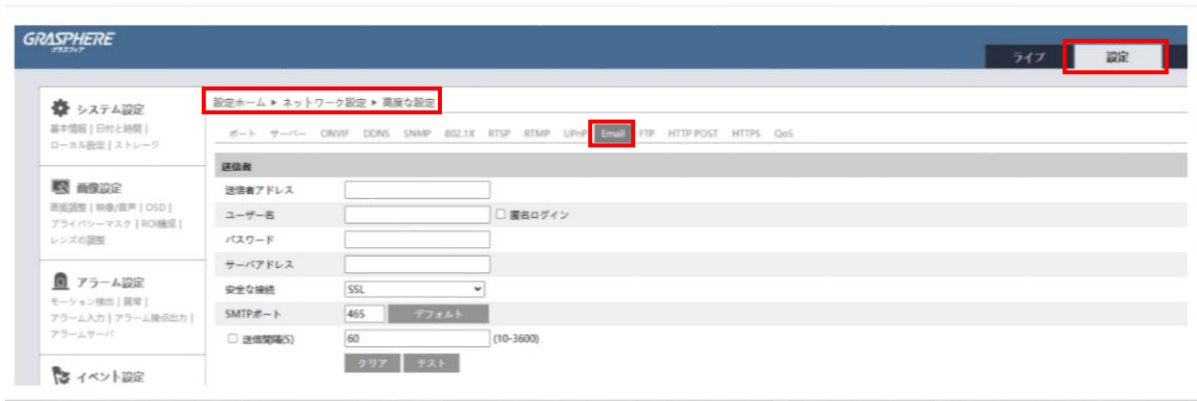 GRASPHERE
グラスフィア
ライブ 設定
システム設定
基本情報 | 日付と時間 |
ローカル設定 | ストレージ
画像設定
画面調整 | 映像/音声 | OSD |
プライバシーマスク | ROI構成 |
レンズの調整
アラーム設定
モーション検出 | 異常 |
アラーム入力 | アラーム接点出力 |
アラームサーバ
イベント設定
設定ホーム ▶ ネットワーク設定 ▶ 高度な設定
ポート サーバー ONVIF DDNS SNMP 802.1X RTSP RTMP UPnP Email FTP HTTP POST HTTPS QoS
送信者
送信者アドレス
ユーザー名 匿名ログイン
パスワード
サーバアドレス
安全な接続 SSL
SMTPポート 465 デフォルト
送信間隔(S) 60 (10-3600)
クリア テスト